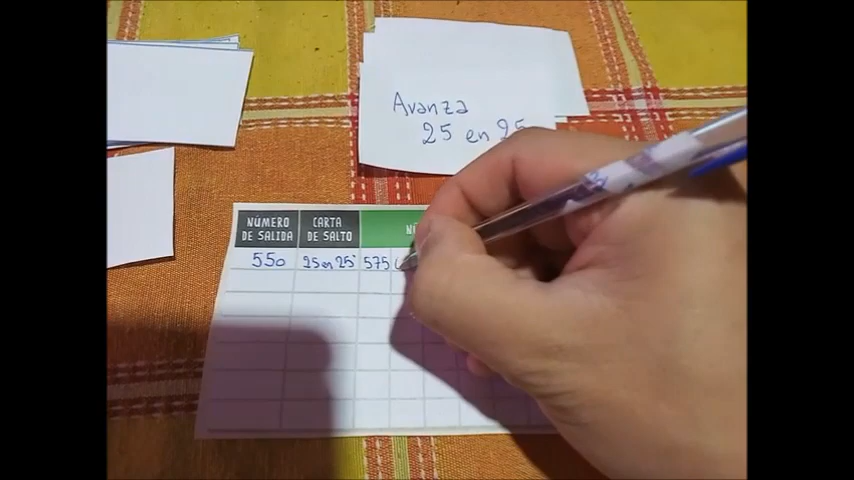 Avanza
25 en 25
NÚMERO
DE SALIDA
CARTA
DE SALTO
550
25 en 25
575